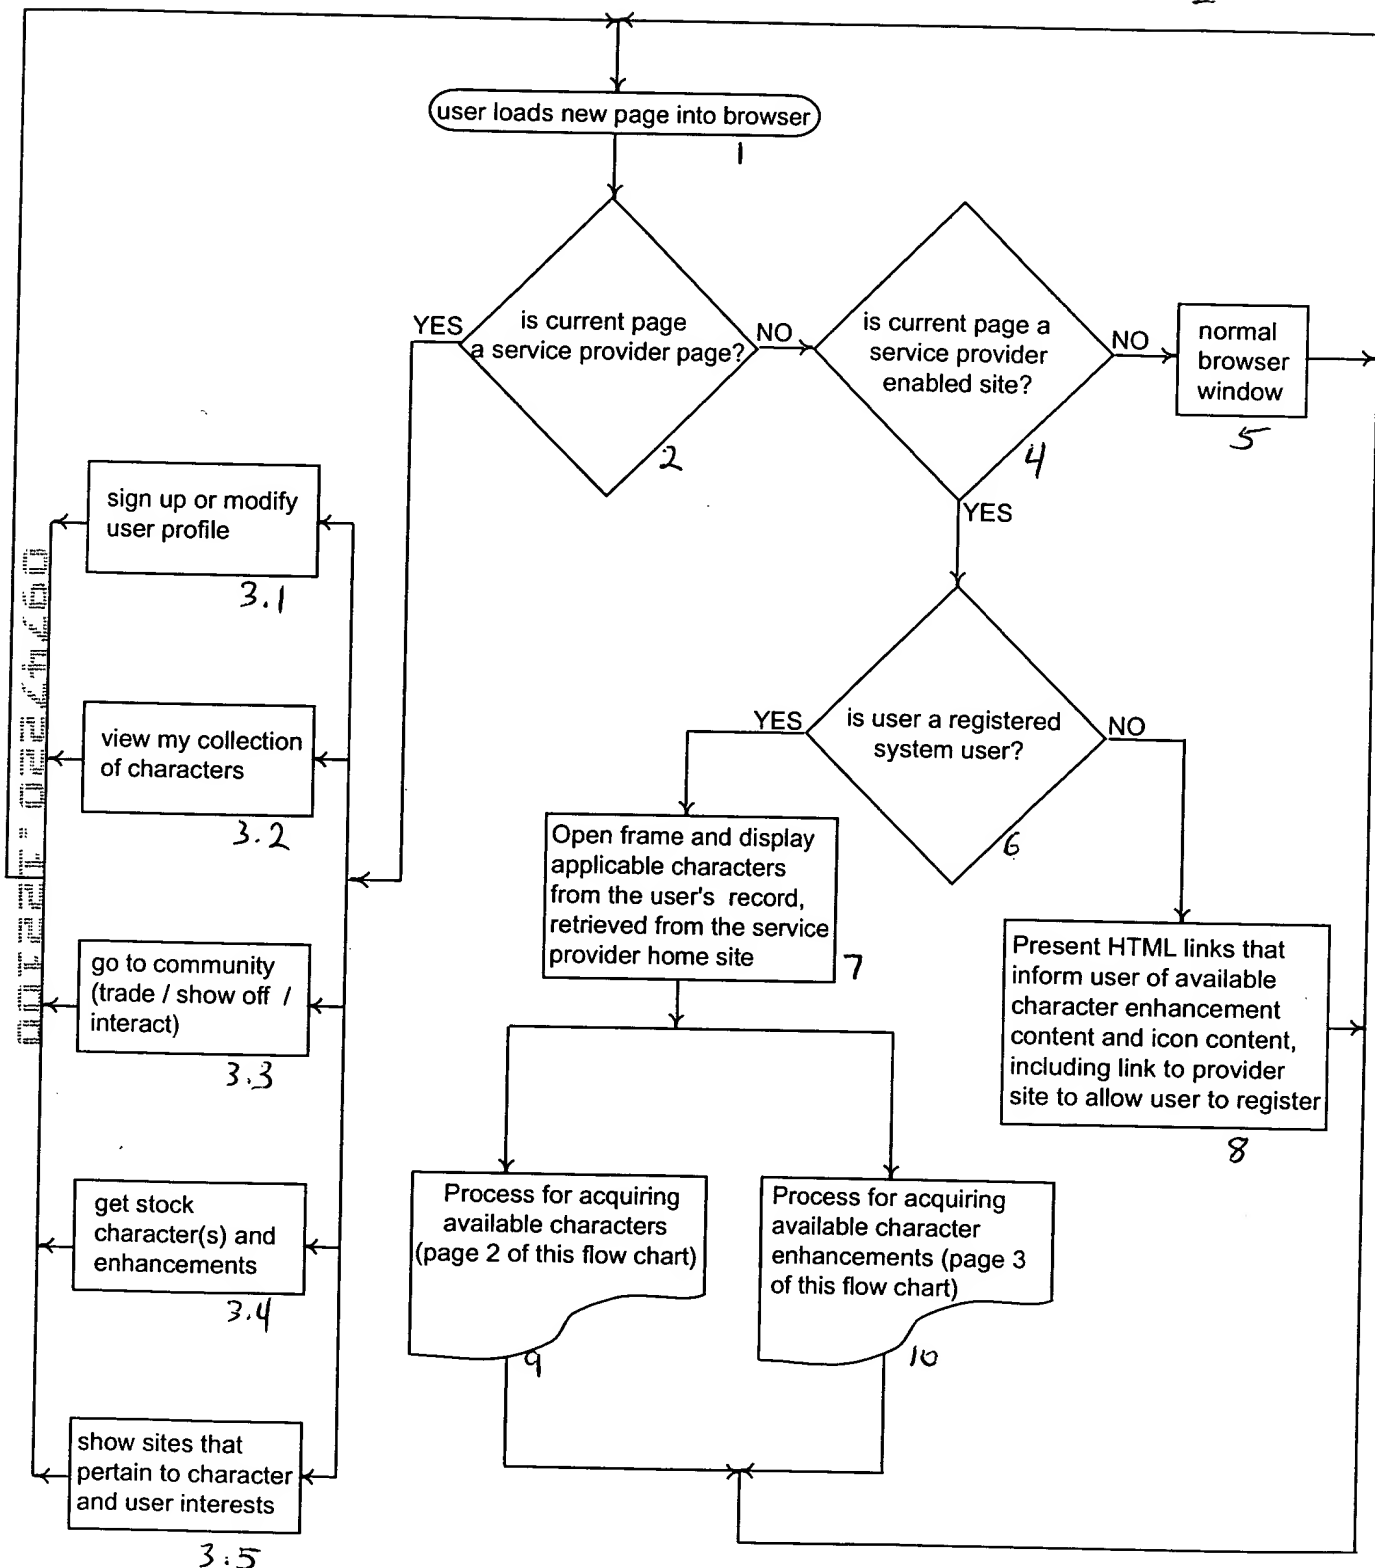 user loads new page into browser
1
YES
is current page
a service provider page?
NO
2
is current page a
service provider
enabled site?
NO
4
YES
normal
browser
window
5
sign up or modify
user profile
3.1
view my collection
of characters
3.2
go to community
(trade / show off /
interact)
3.3
get stock
character(s) and
enhancements
3.4
show sites that
pertain to character
and user interests
3.5
YES
is user a registered
system user?
NO
6
Open frame and display
applicable characters
from the user's record,
retrieved from the service
provider home site
7
Present HTML links that
inform user of available
character enhancement
content and icon content,
including link to provider
site to allow user to register
8
Process for acquiring
available characters
(page 2 of this flow chart)
9
Process for acquiring
available character
enhancements (page 3
of this flow chart)
10